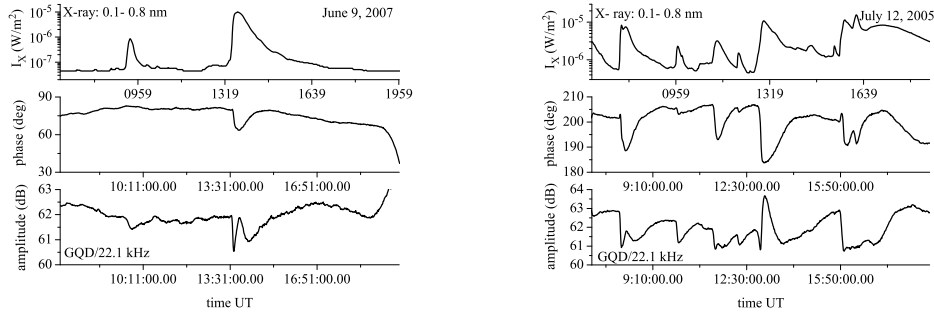 X-ray: 0.1- 0.8 nm
June 9, 2007
I_X (W/m²)
10⁻⁵
10⁻⁶
10⁻⁷
0959 1319 1639 1959
phase (deg)
90
60
30
10:11:00.00 13:31:00.00 16:51:00.00
amplitude (dB)
63
62
61
60
GQD/22.1 kHz
10:11:00.00 13:31:00.00 16:51:00.00
time UT
X- ray: 0.1- 0.8 nm
July 12, 2005
I_X (W/m²)
10⁻⁵
10⁻⁶
0959 1319 1639
phase (deg)
210
200
190
180
9:10:00.00 12:30:00.00 15:50:00.00
amplitude (dB)
64
63
62
61
60
GQD/22.1 kHz
9:10:00.00 12:30:00.00 15:50:00.00
time UT